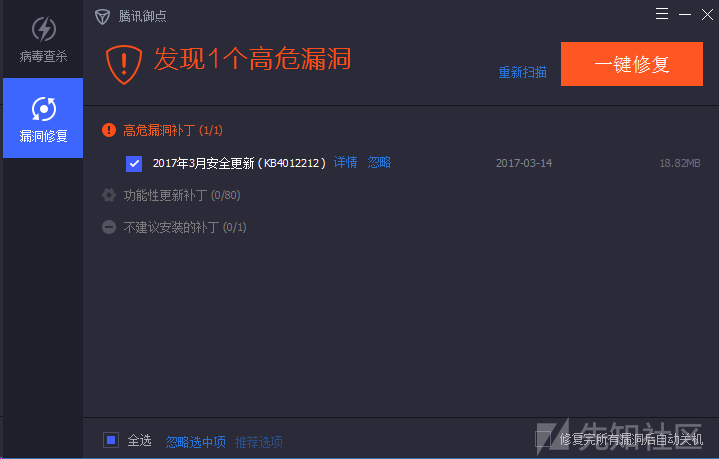 腾讯御点
病毒查杀
漏洞修复
发现1个高危漏洞
重新扫描
一键修复
高危漏洞补丁 (1/1)
2017年3月安全更新 ( KB4012212 ) 详情 忽略 2017-03-14 18.82MB
功能性更新补丁 (0/80)
不建议安装的补丁 (0/1)
全选 忽略选中项 推荐选项 修复完所有漏洞后自动关机
先知社区